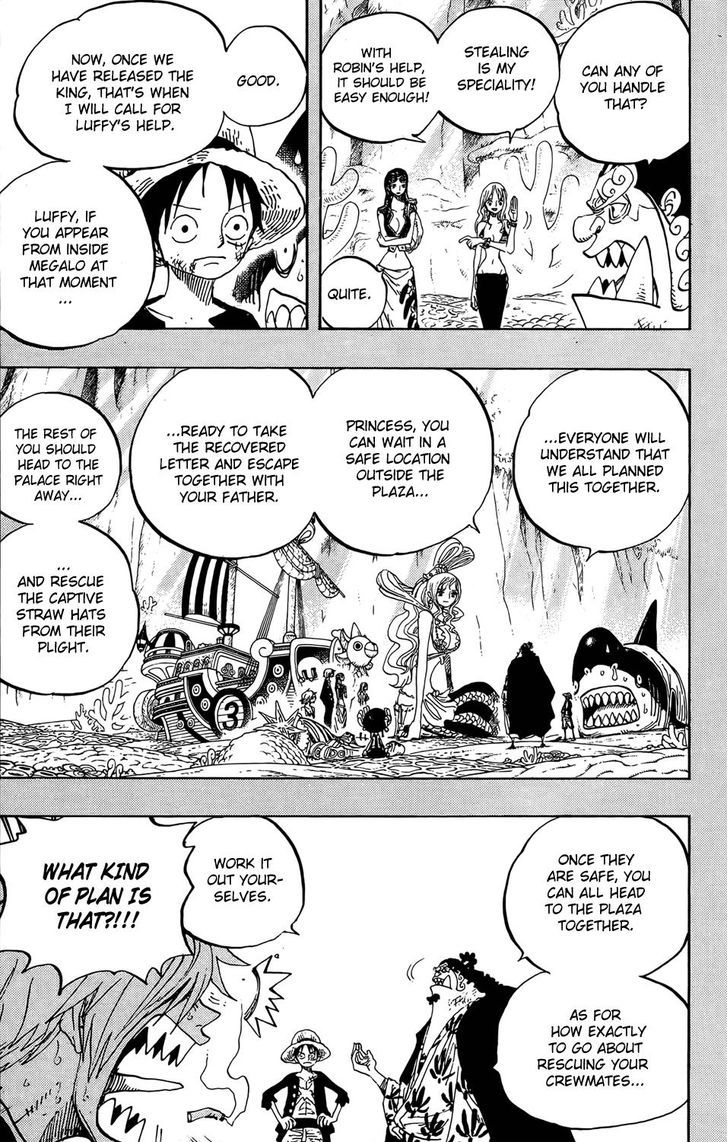 CAN ANY OF
YOU HANDLE
THAT?
STEALING
IS MY
SPECIALITY!
WITH
ROBIN'S HELP,
IT SHOULD BE
EASY ENOUGH!
QUITE.
GOOD.
NOW, ONCE WE
HAVE RELEASED THE
KING, THAT'S WHEN
I WILL CALL FOR
LUFFY'S HELP.
LUFFY, IF
YOU APPEAR
FROM INSIDE
MEGALO AT
THAT MOMENT
...
...EVERYONE WILL
UNDERSTAND THAT
WE ALL PLANNED
THIS TOGETHER.
PRINCESS, YOU
CAN WAIT IN A
SAFE LOCATION
OUTSIDE THE
PLAZA...
...READY TO TAKE
THE RECOVERED
LETTER AND ESCAPE
TOGETHER WITH
YOUR FATHER.
THE REST OF
YOU SHOULD
HEAD TO THE
PALACE RIGHT
AWAY...
...
AND RESCUE
THE CAPTIVE
STRAW HATS
FROM THEIR
PLIGHT.
3
ONCE THEY
ARE SAFE, YOU
CAN ALL HEAD
TO THE PLAZA
TOGETHER.
AS FOR
HOW EXACTLY
TO GO ABOUT
RESCUING YOUR
CREWMATES...
WORK IT
OUT YOUR-
SELVES.
WHAT KIND
OF PLAN IS
THAT?!!!